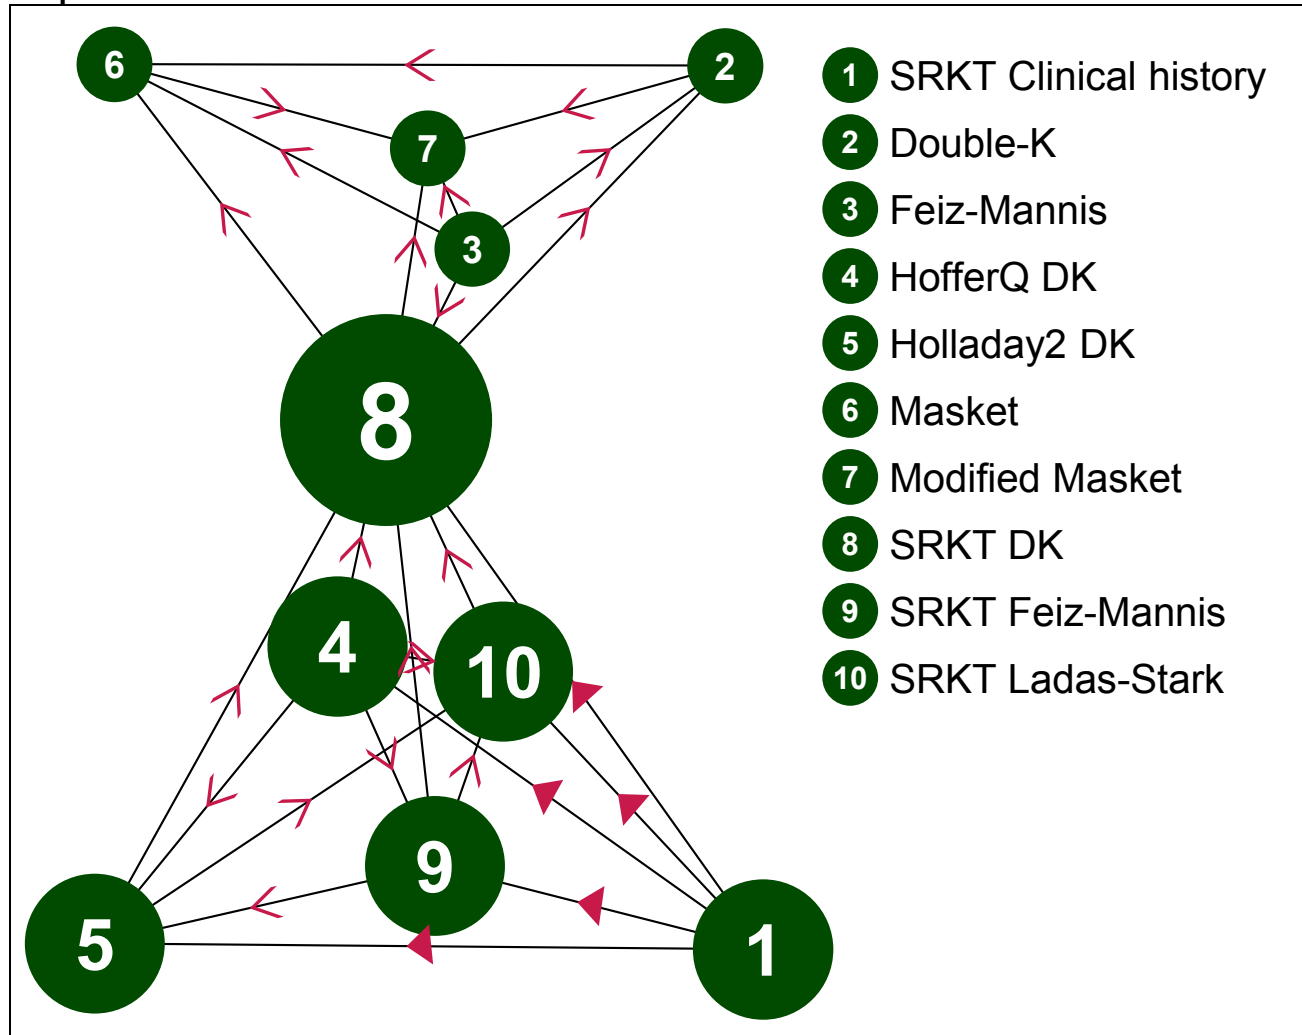 6
2
7
3
8
4
10
9
5
1
1 SRKT Clinical history
2 Double-K
3 Feiz-Mannis
4 HofferQ DK
5 Holladay2 DK
6 Masket
7 Modified Masket
8 SRKT DK
9 SRKT Feiz-Mannis
10 SRKT Ladas-Stark